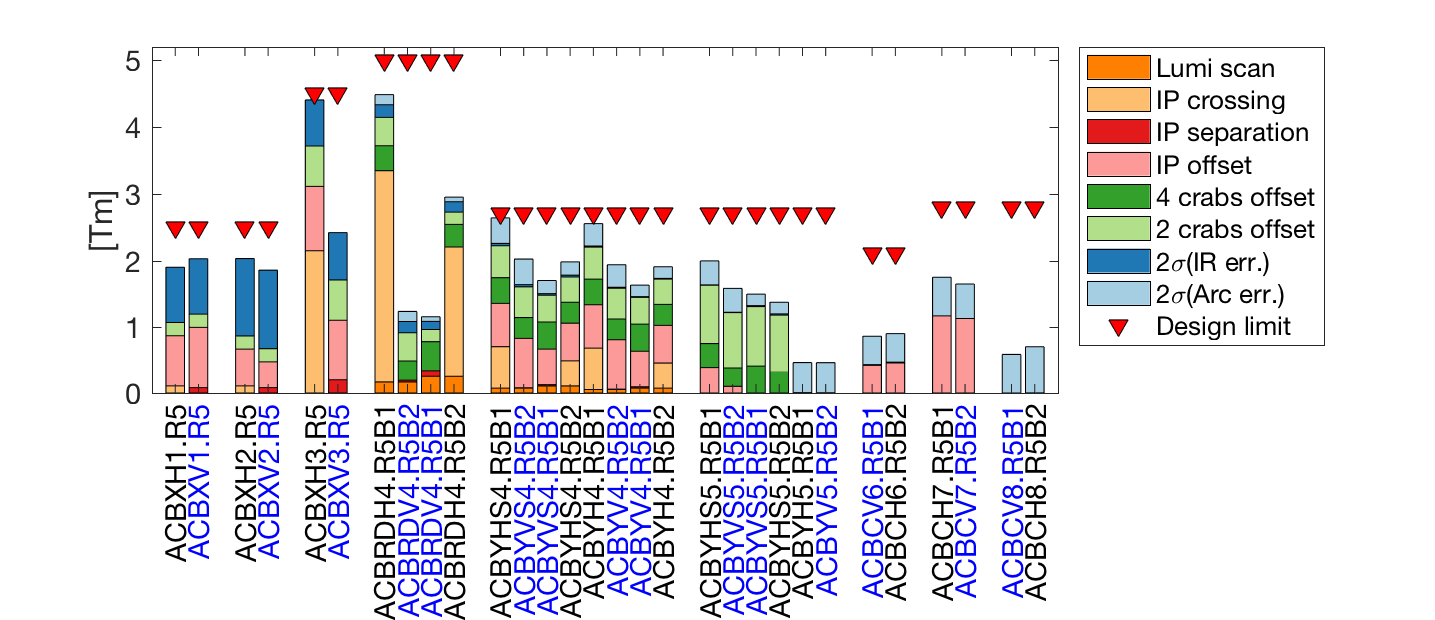 [Tm]
5
4
3
2
1
0
ACBXH1.R5
ACBXV1.R5
ACBXH2.R5
ACBXV2.R5
ACBXH3.R5
ACBXV3.R5
ACBRDH4.R5B1
ACBRDV4.R5B2
ACBRDV4.R5B1
ACBRDH4.R5B2
ACBYHS4.R5B1
ACBYVS4.R5B2
ACBYVS4.R5B1
ACBYHS4.R5B2
ACBYH4.R5B1
ACBYV4.R5B2
ACBYV4.R5B1
ACBYH4.R5B2
ACBYHS5.R5B1
ACBYVS5.R5B2
ACBYVS5.R5B1
ACBYHS5.R5B2
ACBYH5.R5B1
ACBYV5.R5B2
ACBCV6.R5B1
ACBCH6.R5B2
ACBCH7.R5B1
ACBCV7.R5B2
ACBCV8.R5B1
ACBCH8.R5B2
Lumi scan
IP crossing
IP separation
IP offset
4 crabs offset
2 crabs offset
2σ(IR err.)
2σ(Arc err.)
Design limit